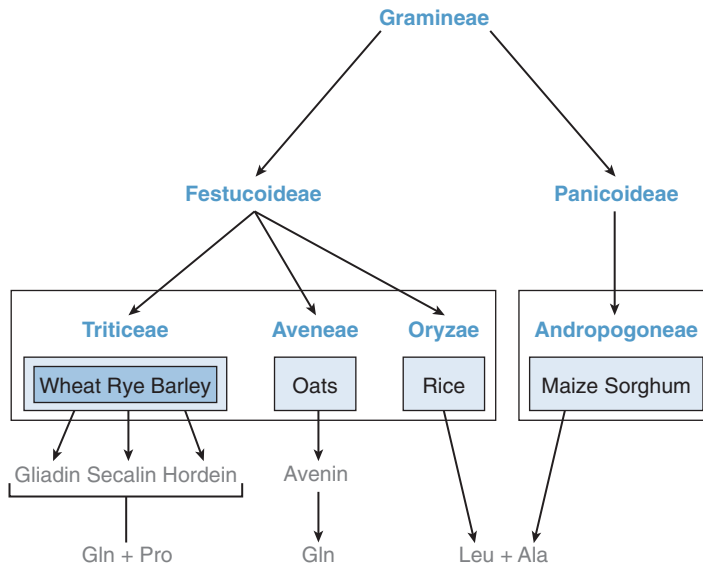 Gramineae
Festucoideae Panicoideae
Triticeae Aveneae Oryzae Andropogoneae
Wheat Rye Barley Oats Rice Maize Sorghum
Gliadin Secalin Hordein Avenin
Gln + Pro Gln Leu + Ala